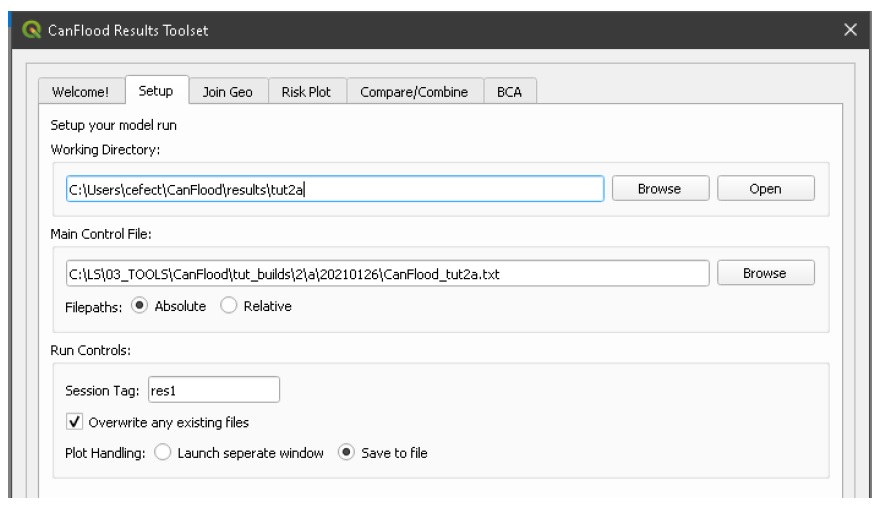 CanFlood Results Toolset
Welcome! Setup Join Geo Risk Plot Compare/Combine BCA
Setup your model run
Working Directory:
C:\Users\cefect\CanFlood\results\tut2a Browse Open
Main Control File:
C:\LS\03_TOOLS\CanFlood\tut_builds\2\a\20210126\CanFlood_tut2a.txt Browse
Filepaths: Absolute Relative
Run Controls:
Session Tag: res1
Overwrite any existing files
Plot Handling: Launch seperate window Save to file